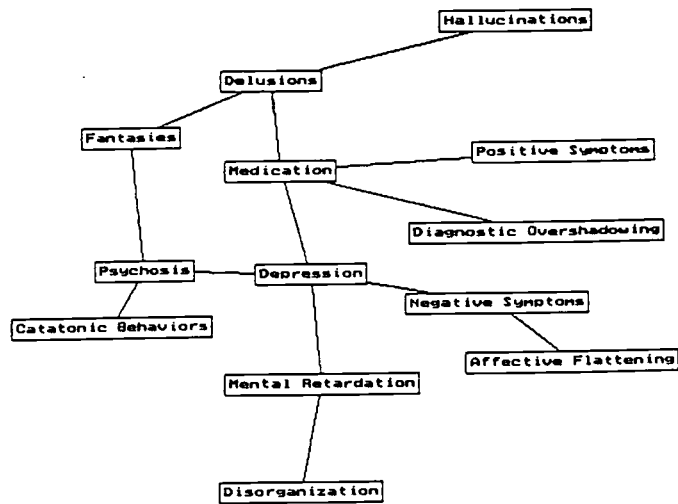 Hallucinations
Delusions
Fantasies
Positive Symptoms
Medication
Diagnostic Overshadowing
Psychosis
Depression
Negative Symptoms
Catatonic Behaviors
Affective Flattening
Mental Retardation
Disorganization